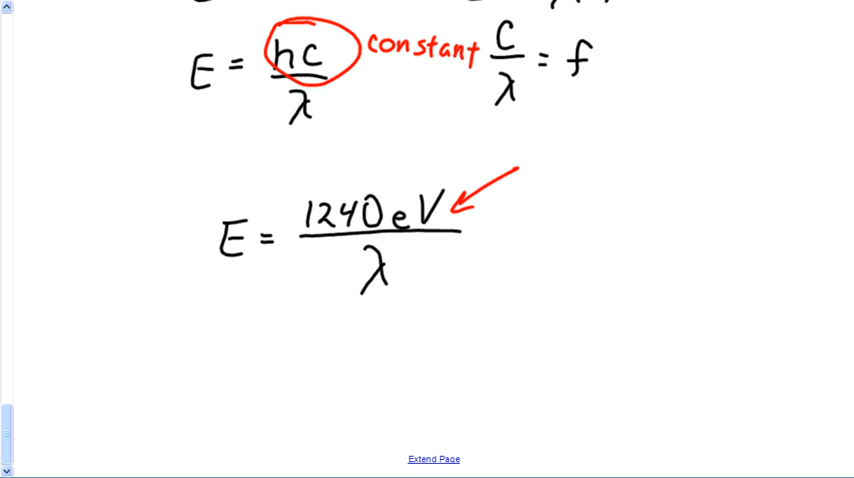 E = hc/λ constant c/λ = f
E = 1240 eV/λ
Extend Page